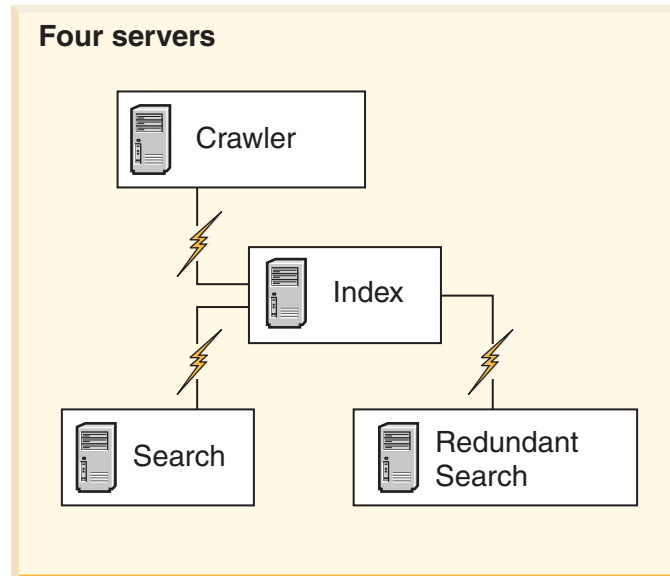 Four servers
Crawler
Index
Search
Redundant
Search